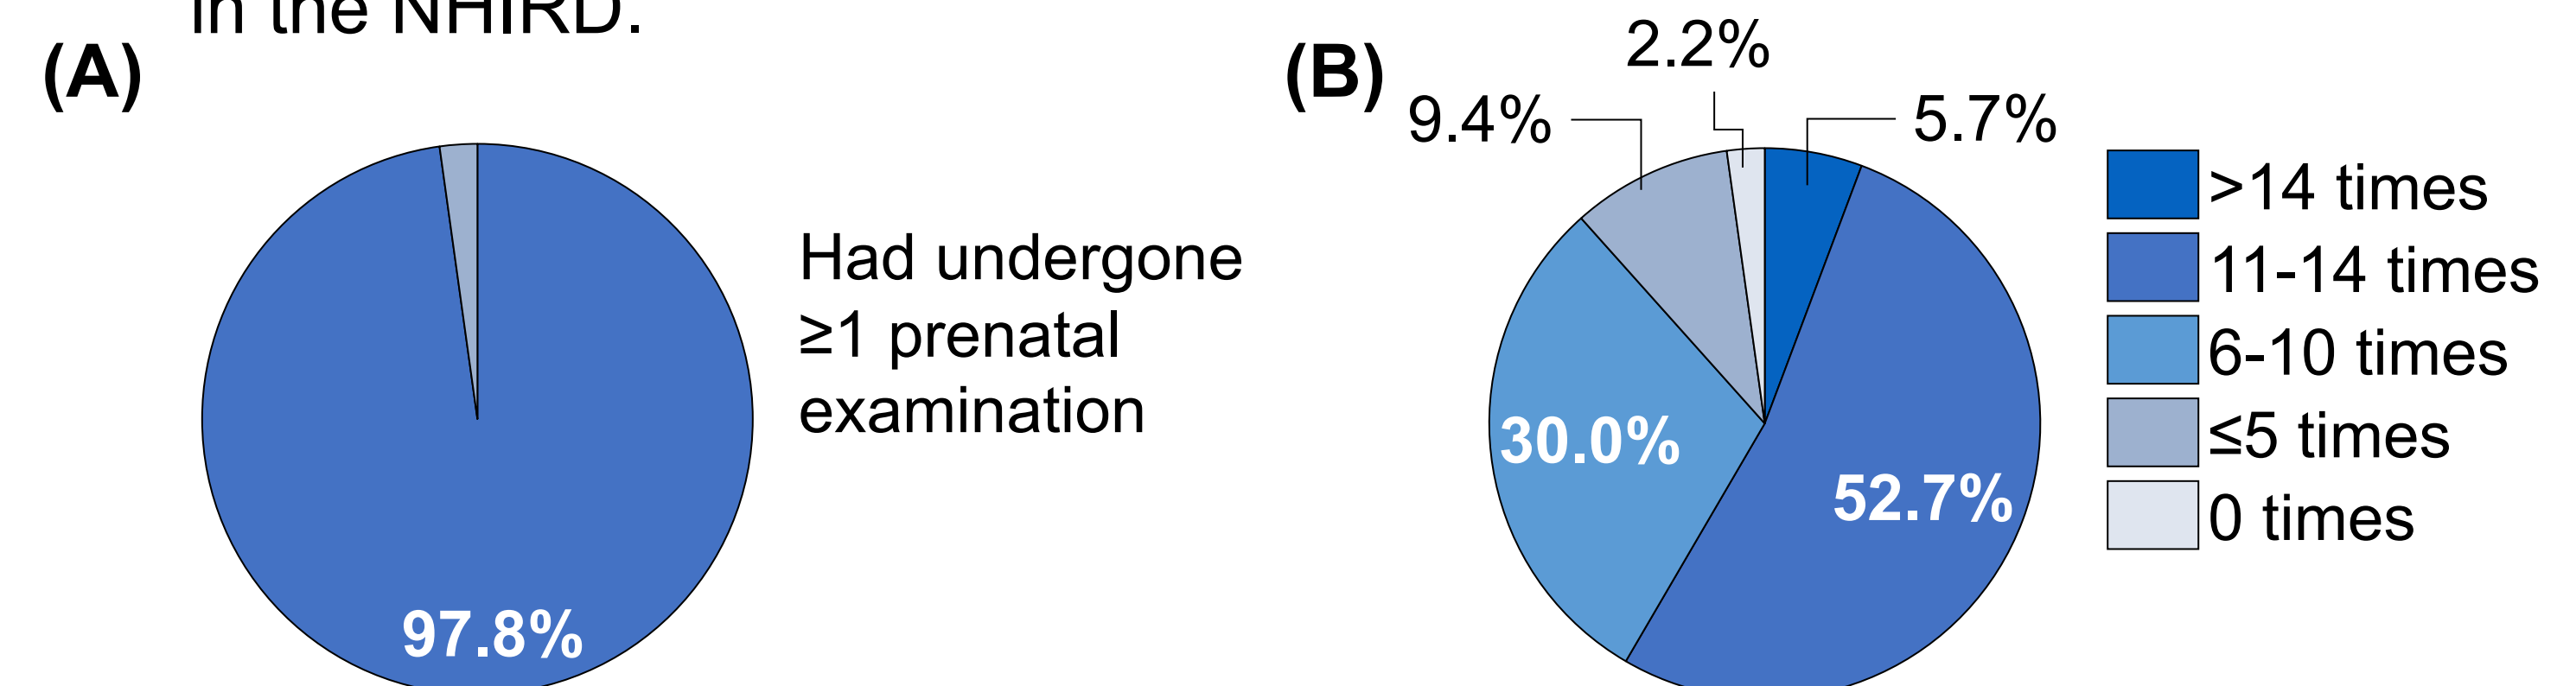 in the NHIRD.
(A)
97.8%
Had undergone
≥1 prenatal
examination
(B)
2.2%
9.4%
5.7%
30.0%
52.7%
>14 times
11-14 times
6-10 times
≤5 times
0 times